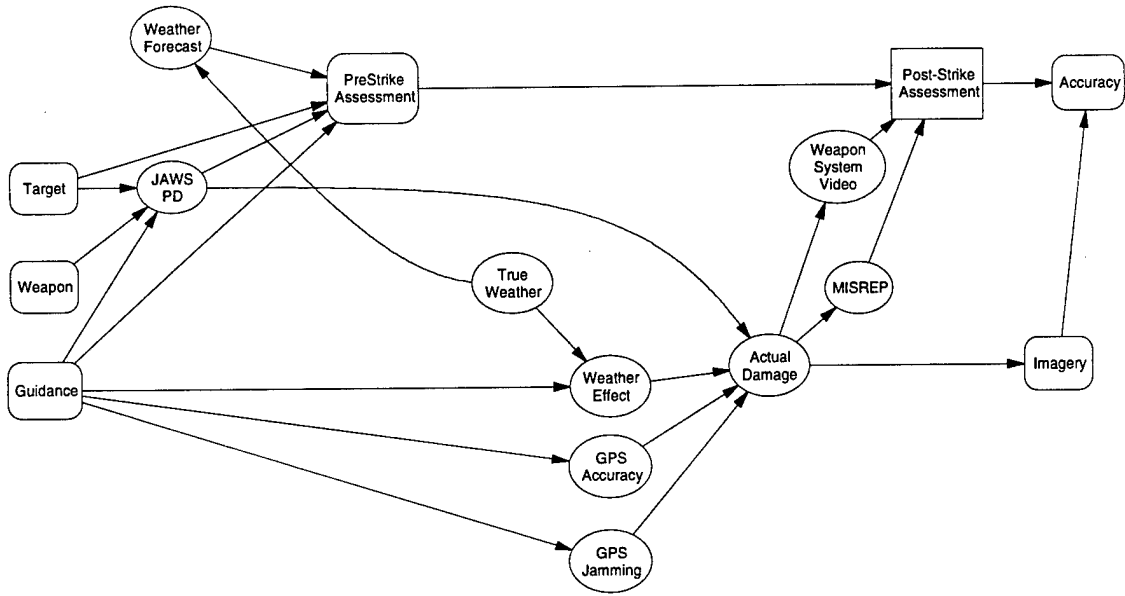 Weather
Forecast
PreStrike
Assessment
Post-Strike
Assessment
Accuracy
Weapon
System
Video
Target
JAWS
PD
Weapon
True
Weather
MISREP
Guidance
Weather
Effect
Actual
Damage
Imagery
GPS
Accuracy
GPS
Jamming